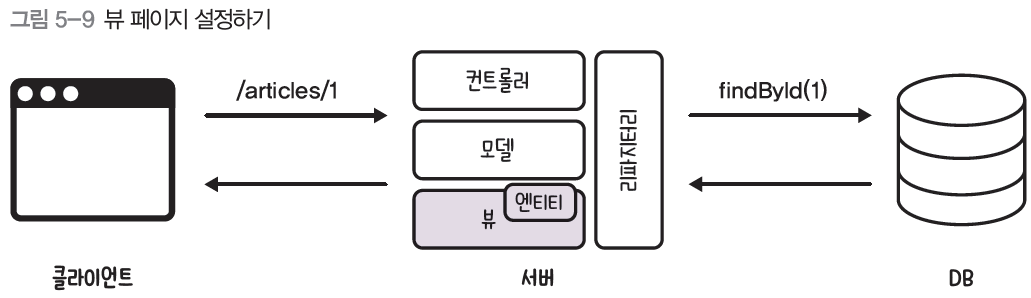 그림 5-9 뷰 페이지 설정하기
/articles/1
컨트롤러
모델
뷰
엔티티
리파지터리
findById(1)
클라이언트
서버
DB